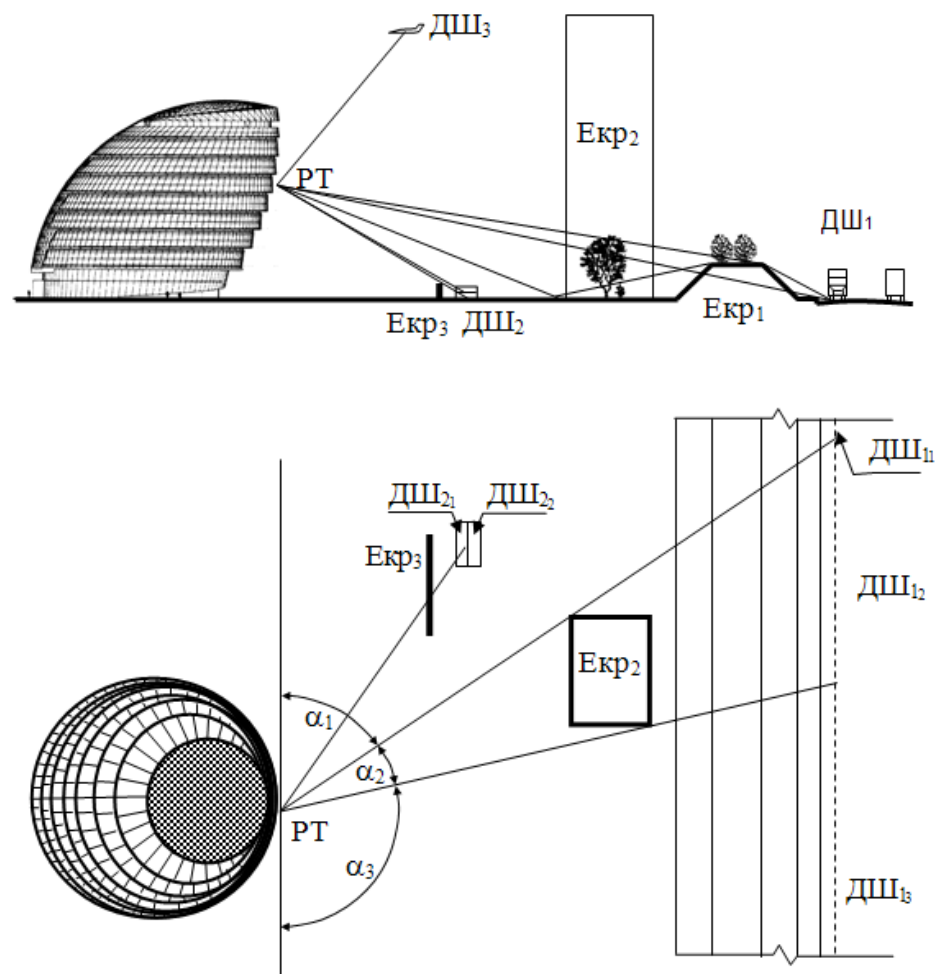 ДШ₃
Екр₂
РТ
ДШ₁
Екр₃
ДШ₂
Екр₁
ДШ1₁
ДШ2₁
ДШ2₂
Екр₃
ДШ1₂
Екр₂
α₁
α₂
РТ
α₃
ДШ1₃